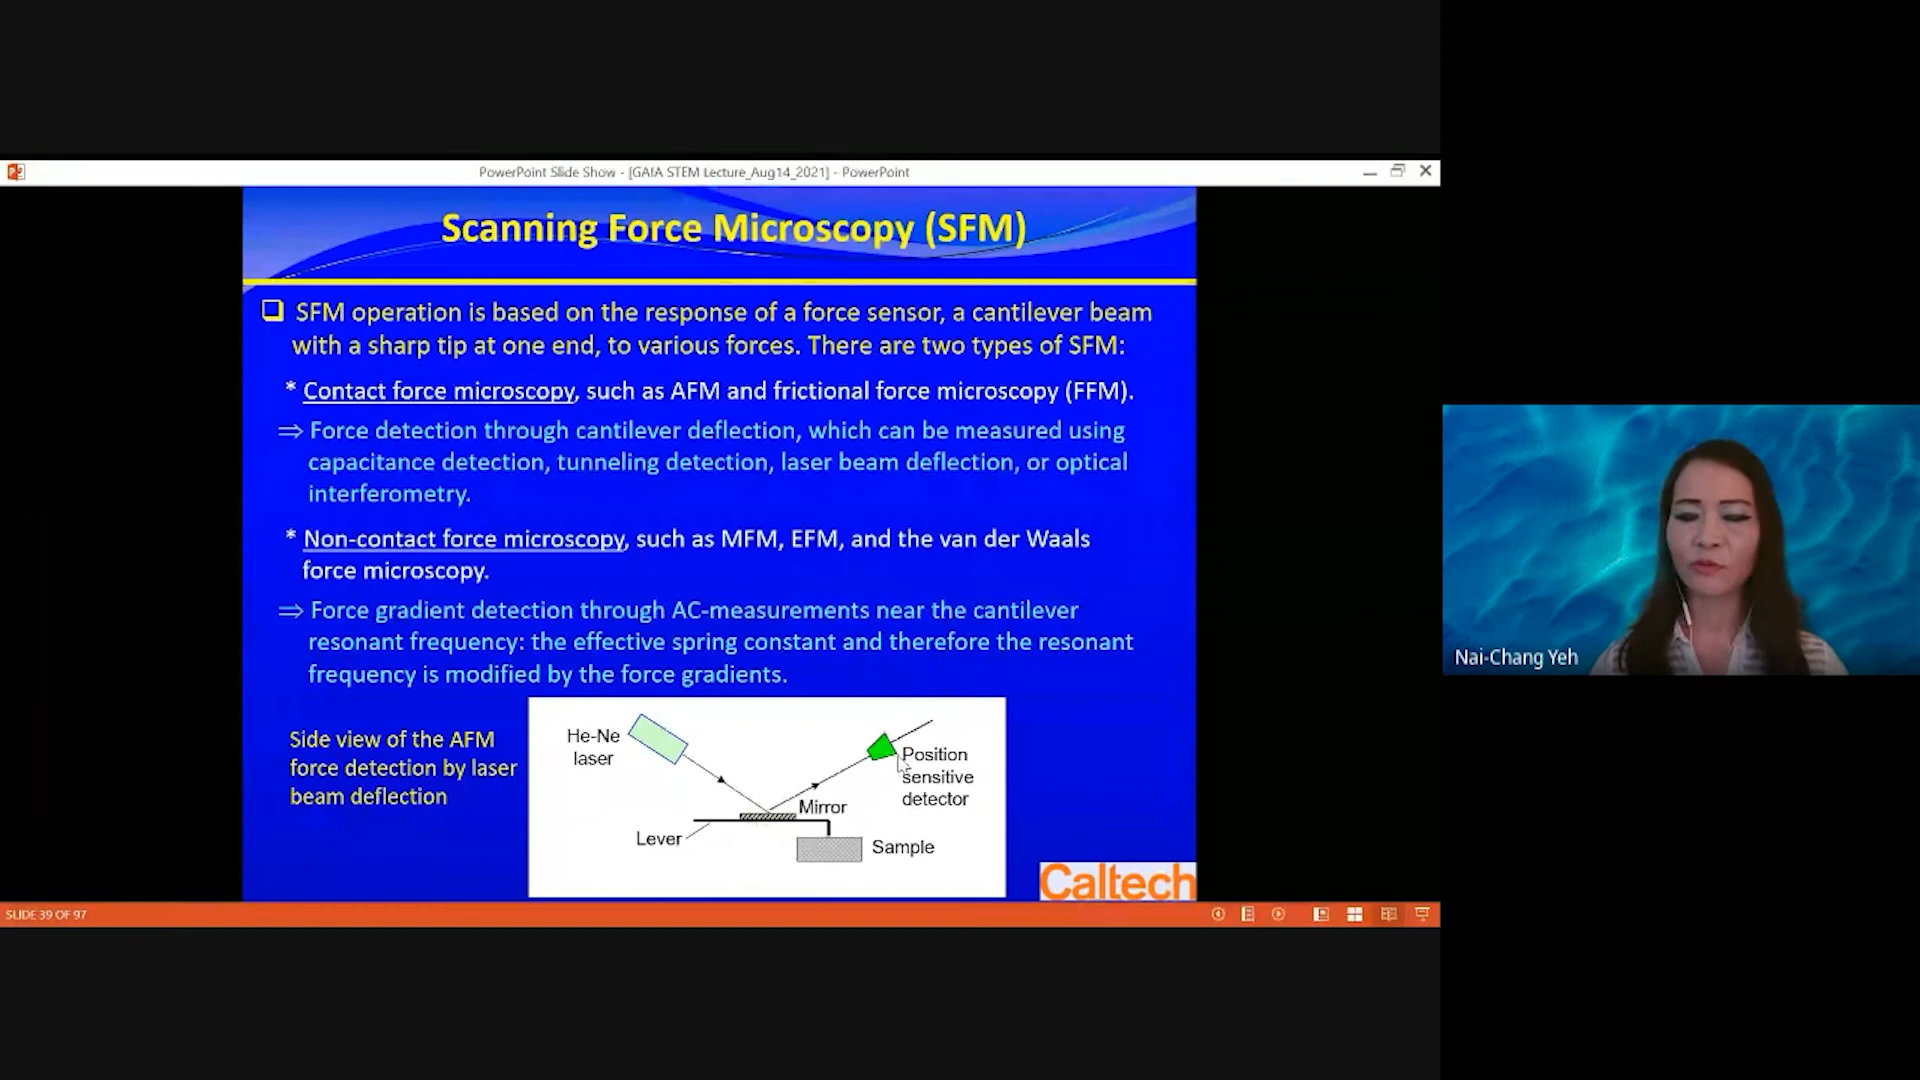 PowerPoint Slide Show - [GAIA STEM Lecture_Aug14_2021] - PowerPoint
Scanning Force Microscopy (SFM)
SFM operation is based on the response of a force sensor, a cantilever beam
with a sharp tip at one end, to various forces. There are two types of SFM:
* Contact force microscopy, such as AFM and frictional force microscopy (FFM).
⇒ Force detection through cantilever deflection, which can be measured using
capacitance detection, tunneling detection, laser beam deflection, or optical
interferometry.
* Non-contact force microscopy, such as MFM, EFM, and the van der Waals
force microscopy.
⇒ Force gradient detection through AC-measurements near the cantilever
resonant frequency: the effective spring constant and therefore the resonant
frequency is modified by the force gradients.
Side view of the AFM
force detection by laser
beam deflection
He-Ne
laser
Position
sensitive
detector
Mirror
Lever
Sample
Caltech
SLIDE 39 OF 97
Nai-Chang Yeh